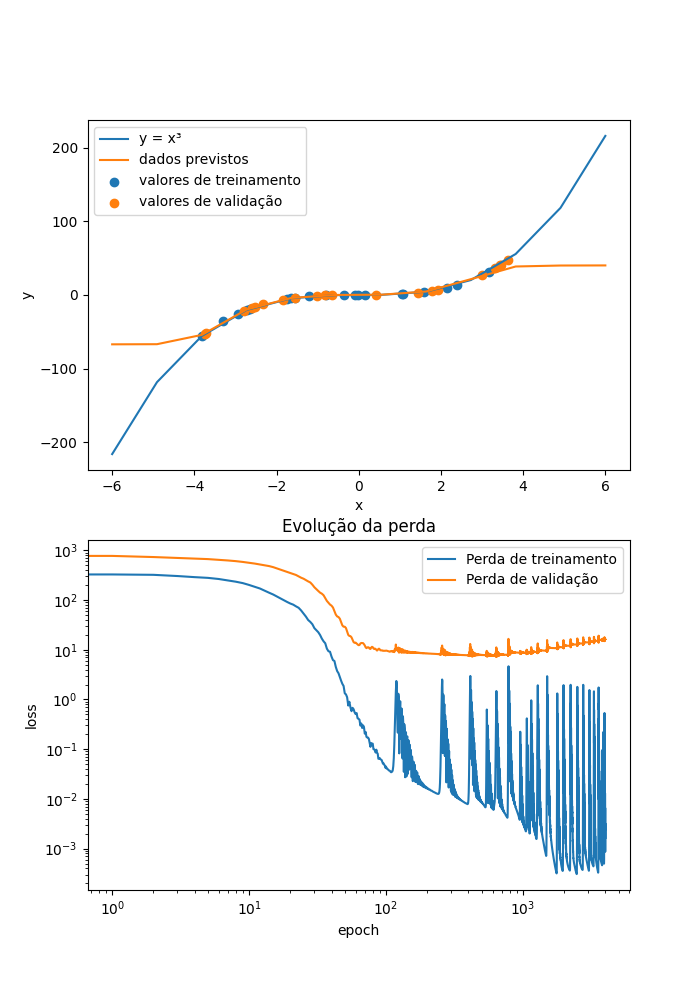 y = x³
dados previstos
valores de treinamento
valores de validação
200
100
0
−100
−200
y
−6 −4 −2 0 2 4 6
x
Evolução da perda
Perda de treinamento
Perda de validação
10³
10²
10¹
10⁰
10⁻¹
10⁻²
10⁻³
loss
10⁰ 10¹ 10² 10³
epoch